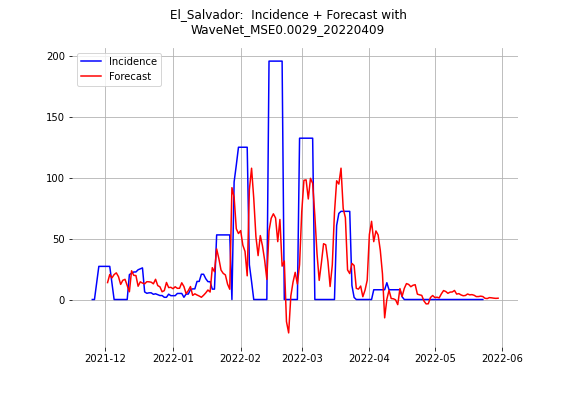 El_Salvador:  Incidence + Forecast with
WaveNet_MSE0.0029_20220409
Incidence
Forecast
200
150
100
50
0
2021-12 2022-01 2022-02 2022-03 2022-04 2022-05 2022-06